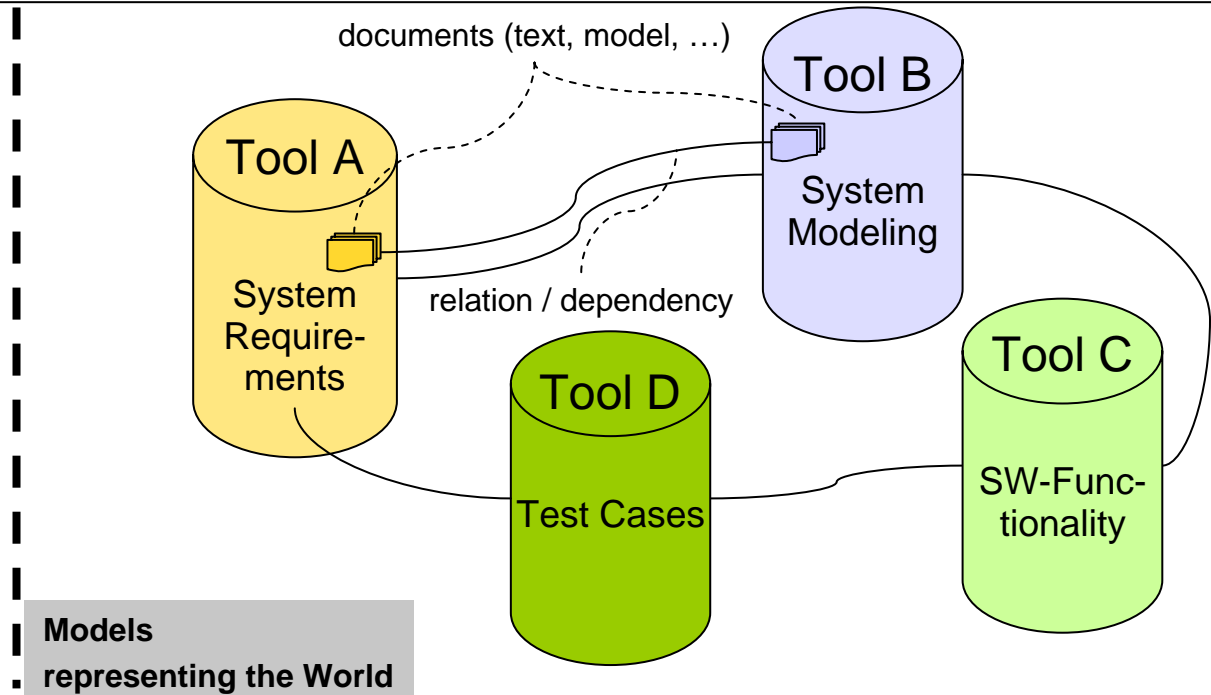 documents (text, model, …)
Tool B
System
Modeling
Tool A
System
Require-
ments
relation / dependency
Tool D
Test Cases
Tool C
SW-Func-
tionality
Models
representing the World